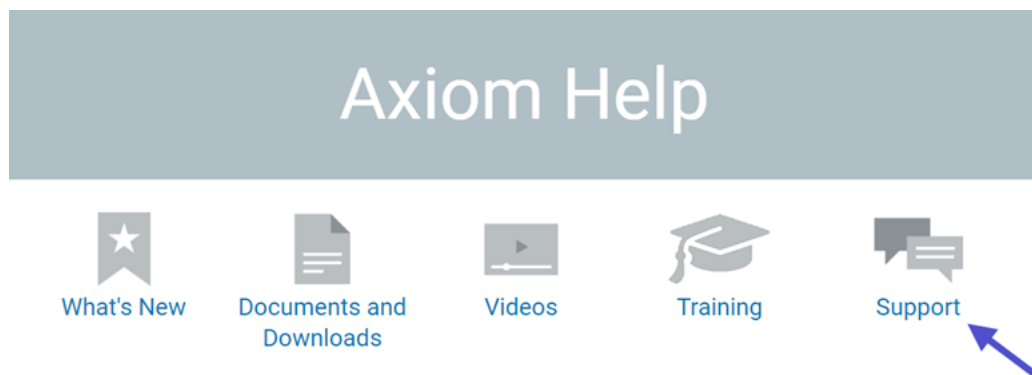 Axiom Help
What's New
Documents and
Downloads
Videos
Training
Support